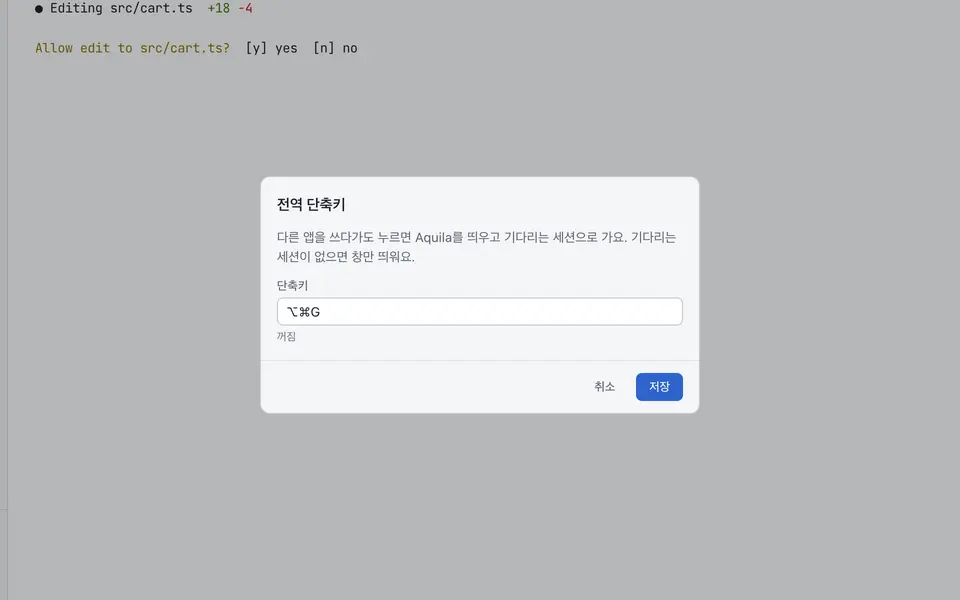 ● Editing src/cart.ts +18 -4
Allow edit to src/cart.ts? [y] yes [n] no
전역 단축키
다른 앱을 쓰다가도 누르면 Aquila를 띄우고 기다리는 세션으로 가요. 기다리는
세션이 없으면 창만 띄워요.
단축키
⌥⌘G
꺼짐
취소
저장